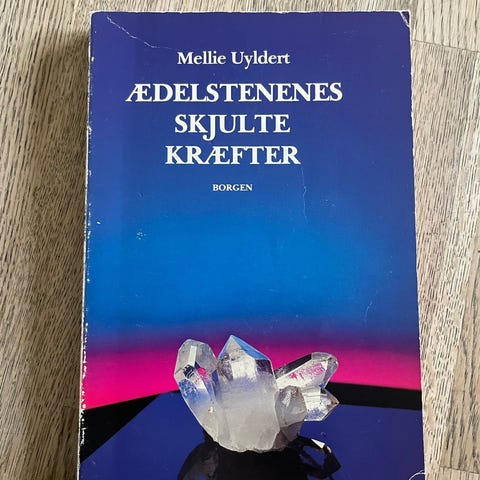 Mellie Uyldert
ÆDELSTENENES
SKJULTE
KRÆFTER
BORGEN